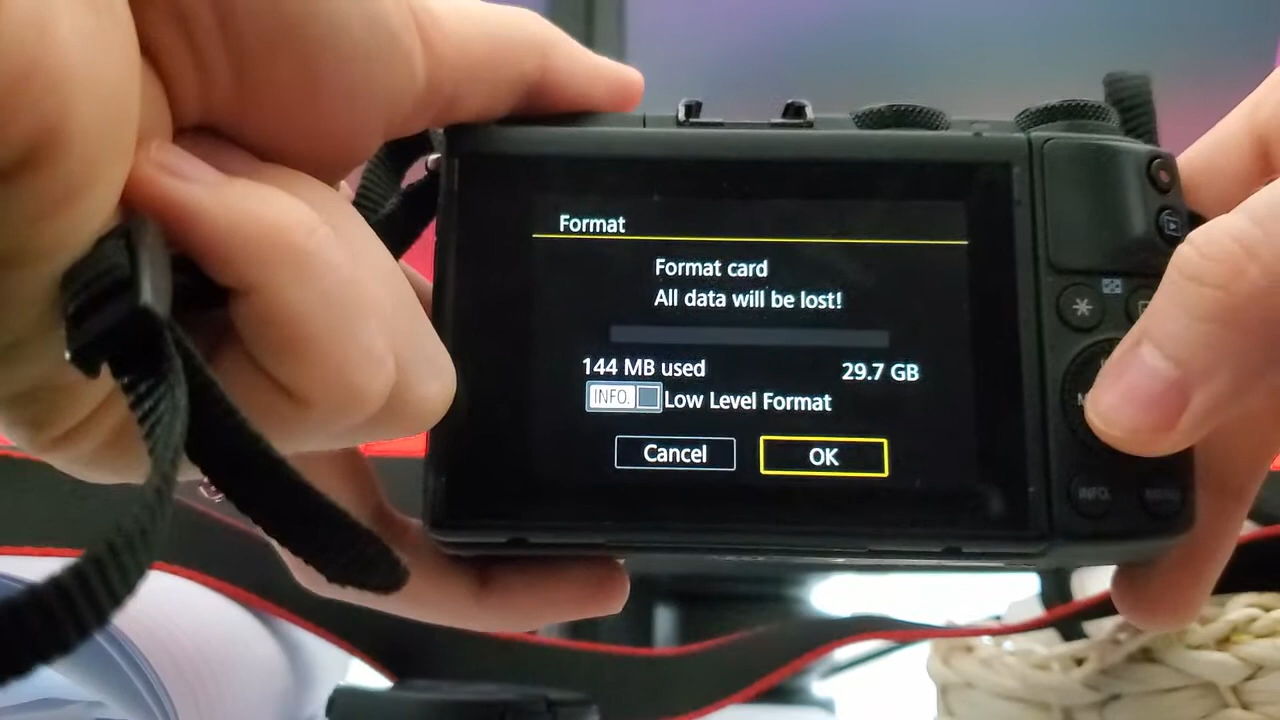 Format
Format card
All data will be lost!
144 MB used 29.7 GB
INFO. Low Level Format
Cancel OK
INFO.
MENU